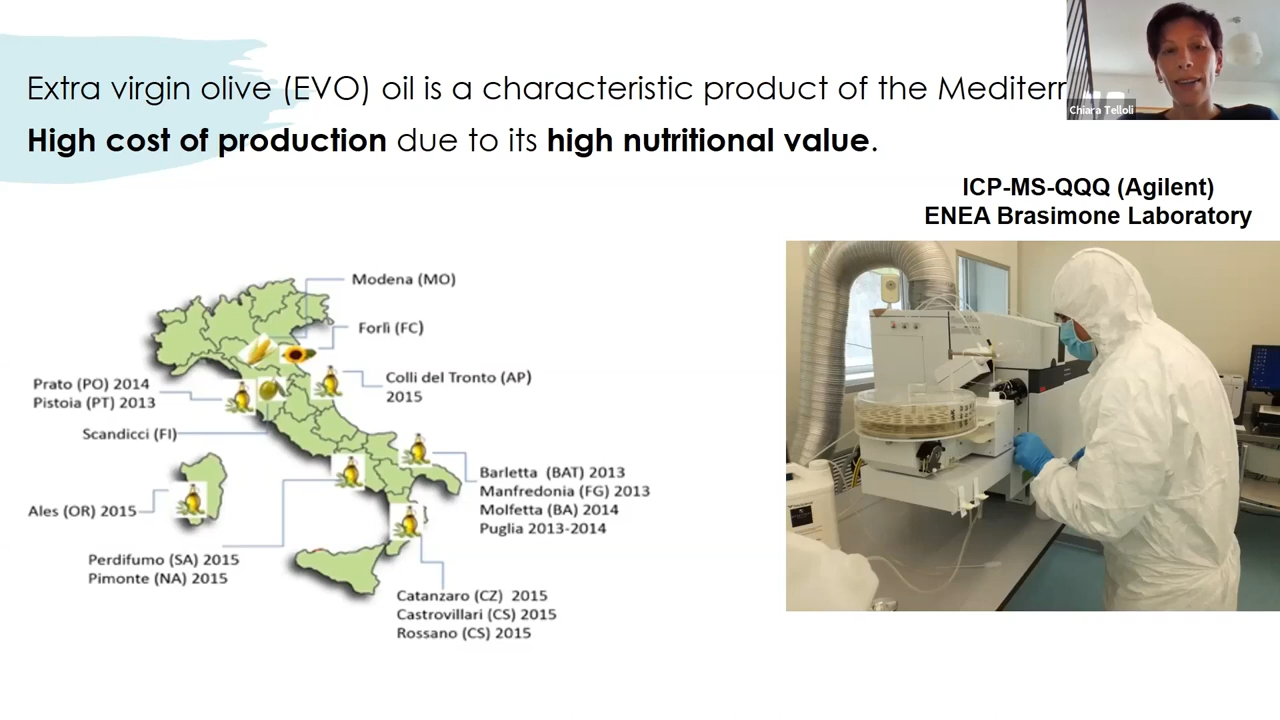 Extra virgin olive (EVO) oil is a characteristic product of the Mediterr
High cost of production due to its high nutritional value.
Chiara Telloli
ICP-MS-QQQ (Agilent)
ENEA Brasimone Laboratory
Modena (MO)
Forlì (FC)
Colli del Tronto (AP)
2015
Prato (PO) 2014
Pistoia (PT) 2013
Scandicci (FI)
Ales (OR) 2015
Barletta (BAT) 2013
Manfredonia (FG) 2013
Molfetta (BA) 2014
Puglia 2013-2014
Perdifumo (SA) 2015
Pimonte (NA) 2015
Catanzaro (CZ) 2015
Castrovillari (CS) 2015
Rossano (CS) 2015